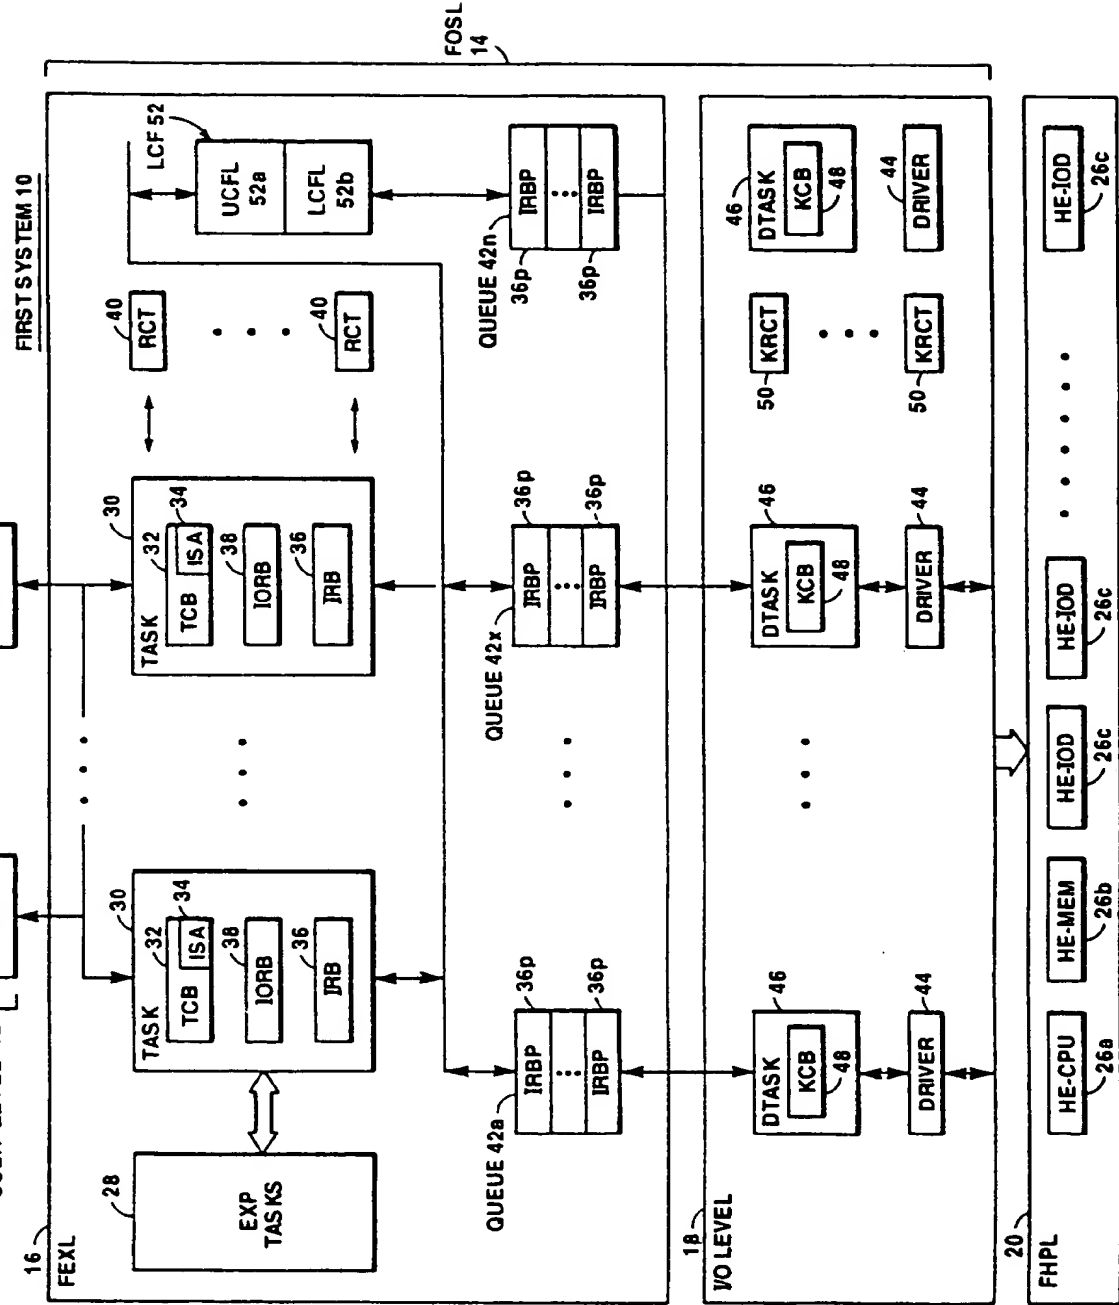 FIRST SYSTEM 10
FOSL
14
16
FEXL
28
EXP
TASKS
TASK
30
32
TCB
34
ISA
38
IORB
36
IRB
TASK
30
32
TCB
34
ISA
38
IORB
36
IRB
40
RCT
40
RCT
LCF 52
UCFL
52a
LCFL
52b
QUEUE 42a
IRBP
36p
IRBP
36p
QUEUE 42x
IRBP
36p
IRBP
36p
QUEUE 42n
IRBP
36p
IRBP
36p
18
I/O LEVEL
46
DTASK
KCB
48
44
DRIVER
46
DTASK
KCB
48
44
DRIVER
KRCT
50
KRCT
50
46
DTASK
KCB
48
44
DRIVER
20
FHPL
HE-CPU
26a
HE-MEM
26b
HE-IOD
26c
HE-IOD
26c
HE-IOD
26c